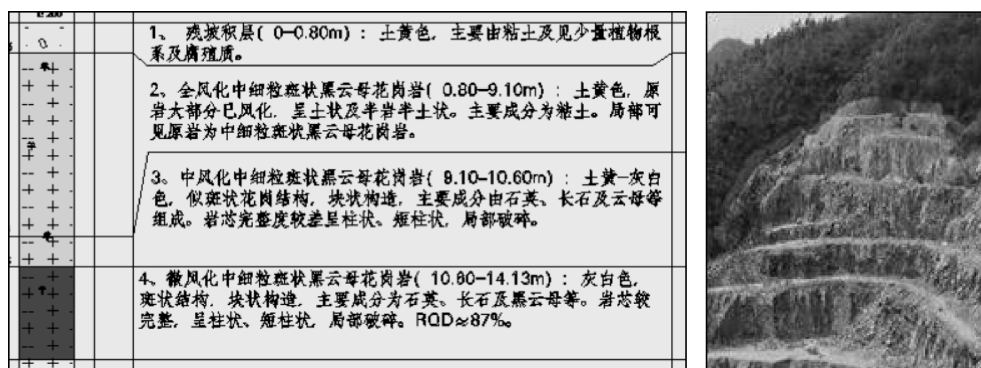 1、 残坡积层( 0-0.80m) : 土黄色，主要由粘土及见少量植物根
系及腐殖质。
2、全风化中细粒斑状黑云母花岗岩( 0.80-9.10m) : 土黄色，原
岩大部分已风化，呈土状及半岩半土状。主要成分为粘土。局部可
见原岩为中细粒斑状黑云母花岗岩。
3、中风化中细粒斑状黑云母花岗岩( 9.10-10.60m) : 土黄-灰白
色，似斑状花岗结构，块状构造，主要成分由石英、长石及云母等
组成。岩芯完整度较差呈柱状、短柱状，局部破碎。
4、微风化中细粒斑状黑云母花岗岩( 10.60-14.13m) : 灰白色，
斑状结构，块状构造，主要成分为石英、长石及黑云母等。岩芯较
完整，呈柱状、短柱状，局部破碎。RQD≈87%。